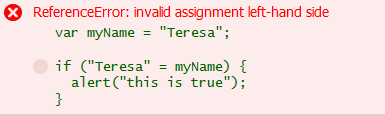 ReferenceError: invalid assignment left-hand side
var myName = "Teresa";
if ("Teresa" = myName) {
alert("this is true");
}